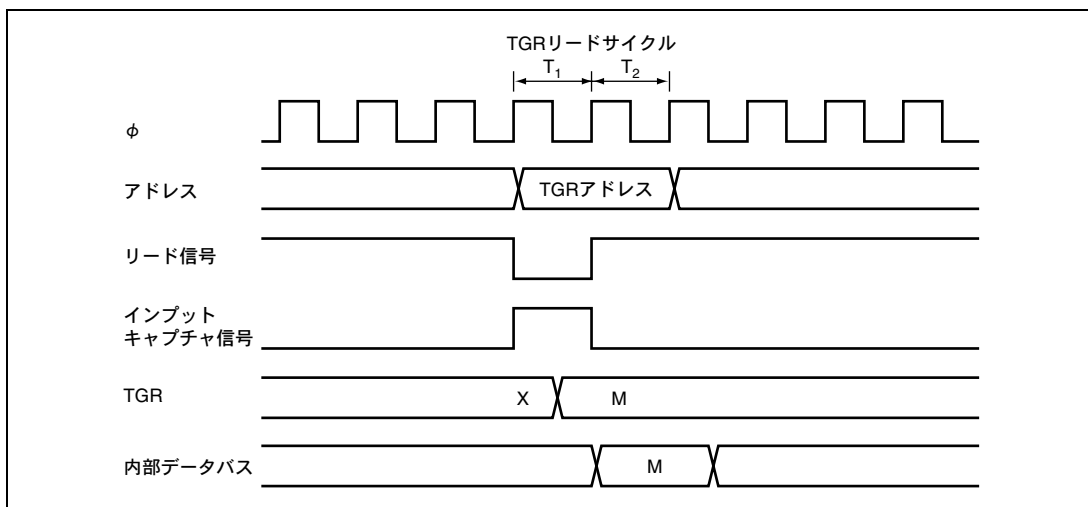 TGRリードサイクル
T1
T2
φ
アドレス
TGRアドレス
リード信号
インプット
キャプチャ信号
TGR
X
M
内部データバス
M